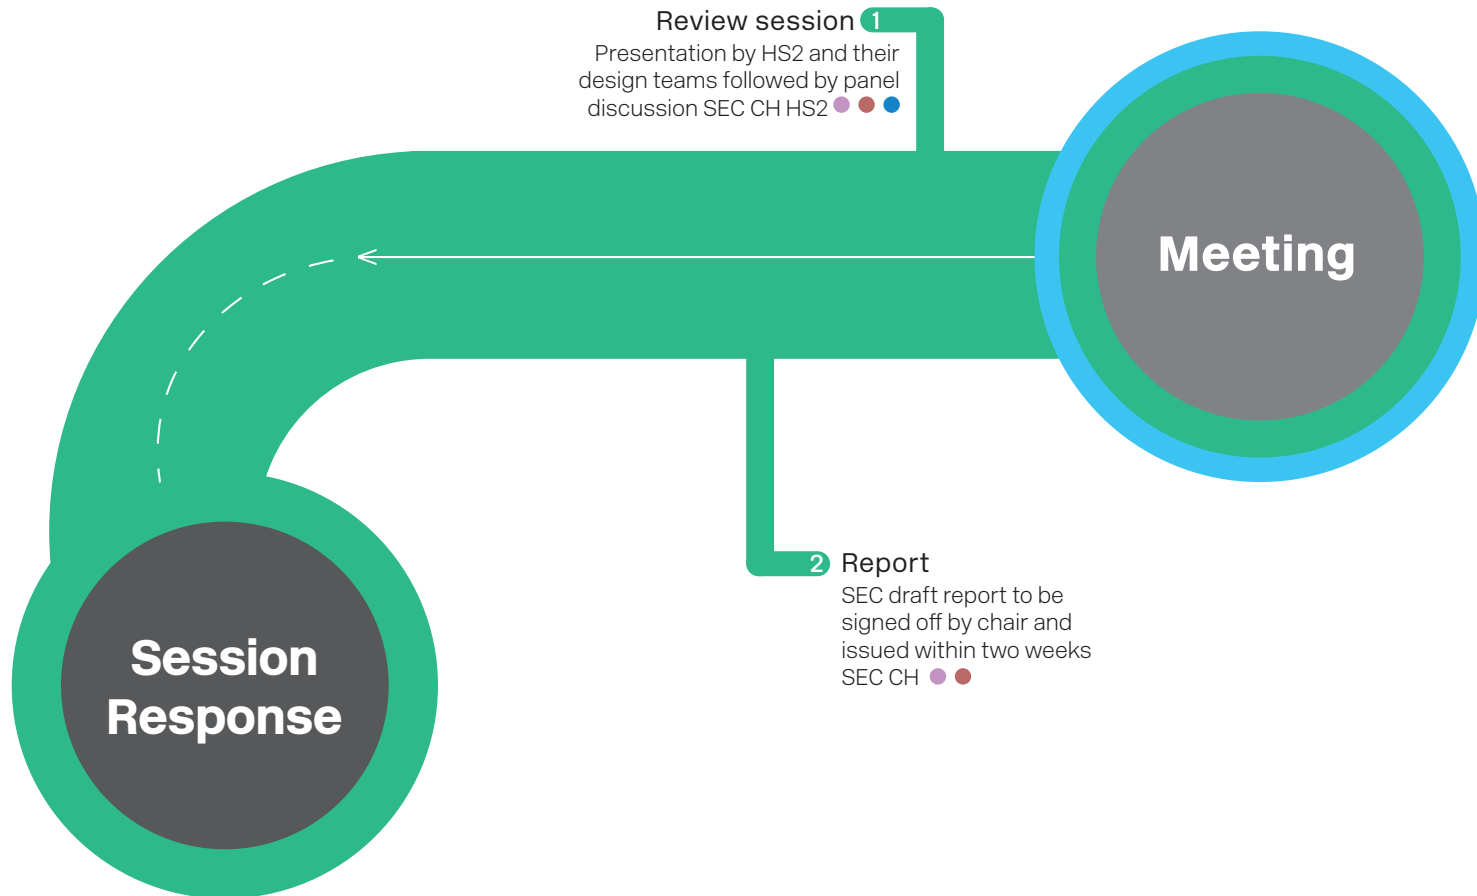 Review session 1
Presentation by HS2 and their
design teams followed by panel
discussion SEC CH HS2
Meeting
2 Report
SEC draft report to be
signed off by chair and
issued within two weeks
SEC CH
Session
Response